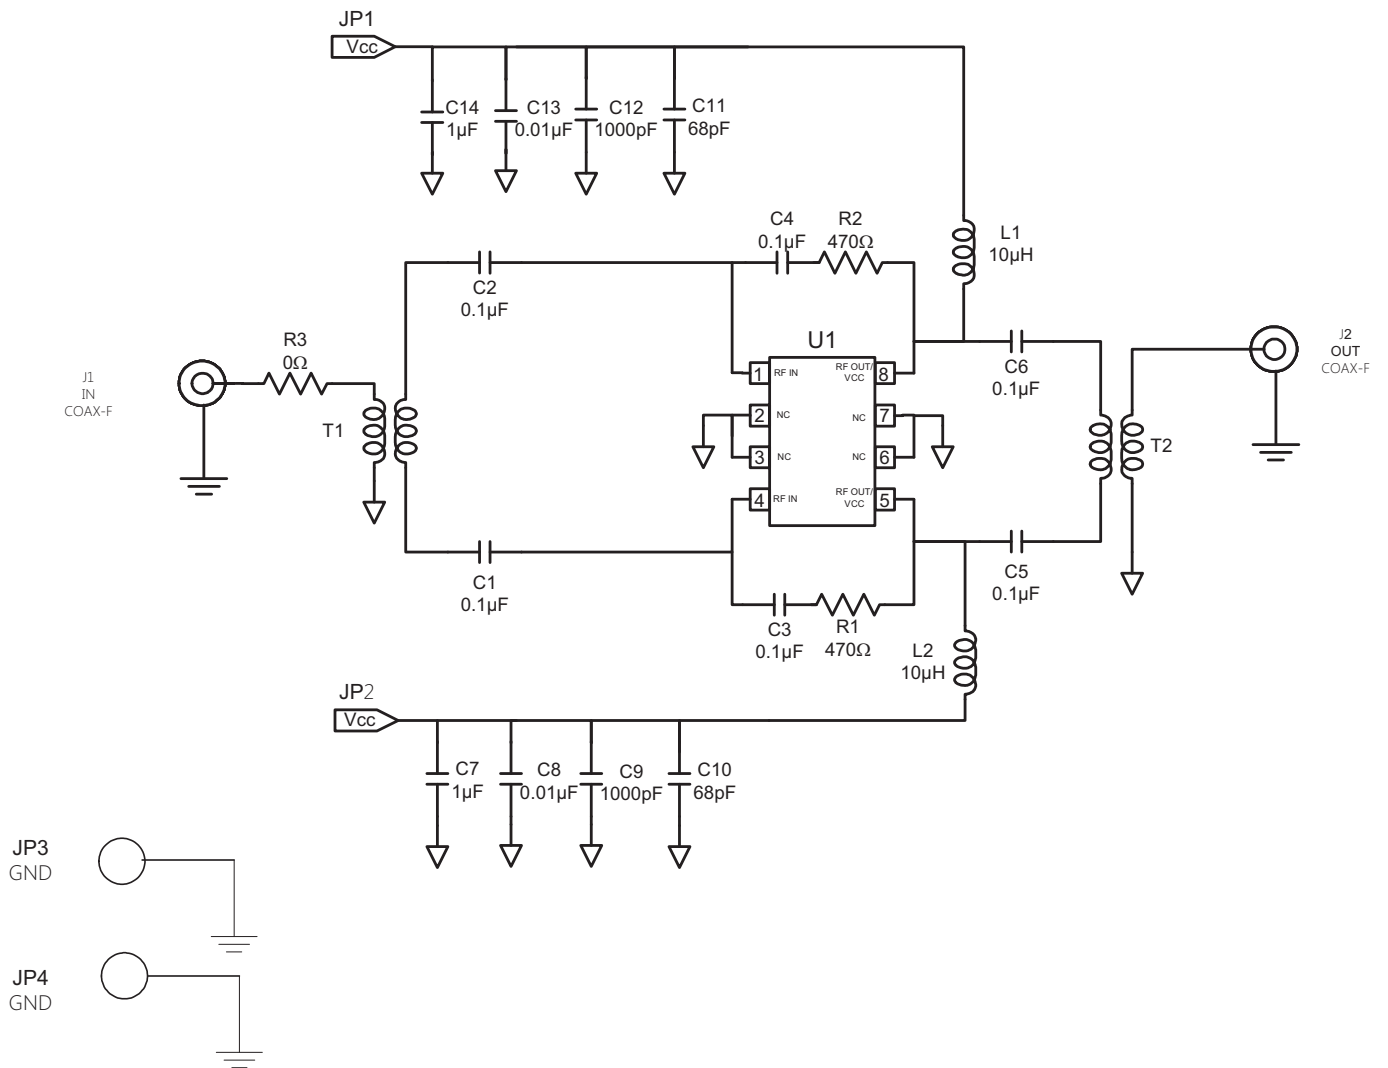 JP1
Vcc
C14
1µF
C13
0.01µF
C12
1000pF
C11
68pF
C4
0.1µF
R2
470Ω
L1
10µH
C2
0.1µF
R3
0Ω
J1
IN
COAX-F
T1
U1
1
RF IN
RF OUT/
VCC
8
2
NC
NC
7
3
NC
NC
6
4
RF IN
RF OUT/
VCC
5
C6
0.1µF
J2
OUT
COAX-F
T2
C1
0.1µF
C5
0.1µF
C3
0.1µF
R1
470Ω
L2
10µH
JP2
Vcc
C7
1µF
C8
0.01µF
C9
1000pF
C10
68pF
JP3
GND
JP4
GND